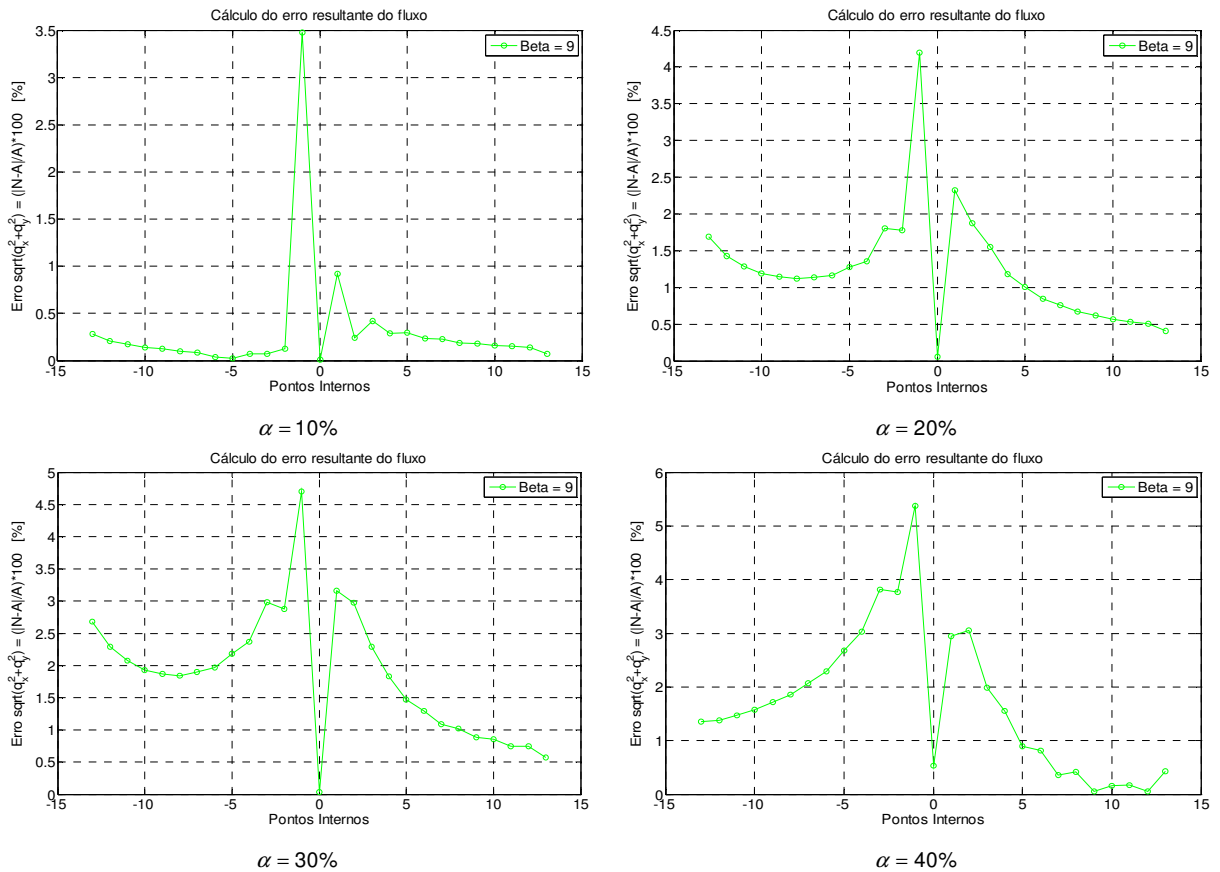 Cálculo do erro resultante do fluxo
Beta = 9
Erro sqrt(q_x^2+q_y^2) = (|N-A|/A)*100 [%]
3.5
3
2.5
2
1.5
1
0.5
0
-15 -10 -5 0 5 10 15
Pontos Internos
α = 10%
Cálculo do erro resultante do fluxo
Beta = 9
Erro sqrt(q_x^2+q_y^2) = (|N-A|/A)*100 [%]
4.5
4
3.5
3
2.5
2
1.5
1
0.5
0
-15 -10 -5 0 5 10 15
Pontos Internos
α = 20%
Cálculo do erro resultante do fluxo
Beta = 9
Erro sqrt(q_x^2+q_y^2) = (|N-A|/A)*100 [%]
5
4.5
4
3.5
3
2.5
2
1.5
1
0.5
0
-15 -10 -5 0 5 10 15
Pontos Internos
α = 30%
Cálculo do erro resultante do fluxo
Beta = 9
Erro sqrt(q_x^2+q_y^2) = (|N-A|/A)*100 [%]
6
5
4
3
2
1
0
-15 -10 -5 0 5 10 15
Pontos Internos
α = 40%